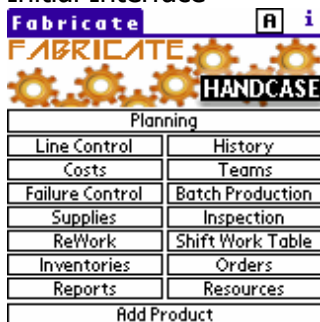 Initial Interface
Fabricate A i
FABRICATE
HANDCASE
Planning
Line Control History
Costs Teams
Failure Control Batch Production
Supplies Inspection
ReWork Shift Work Table
Inventories Orders
Reports Resources
Add Product